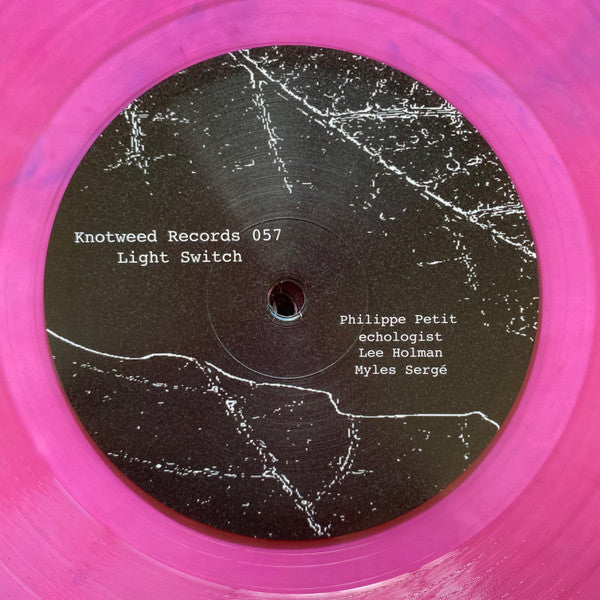 Knotweed Records 057
Light Switch
Philippe Petit
echologist
Lee Holman
Myles Sergé